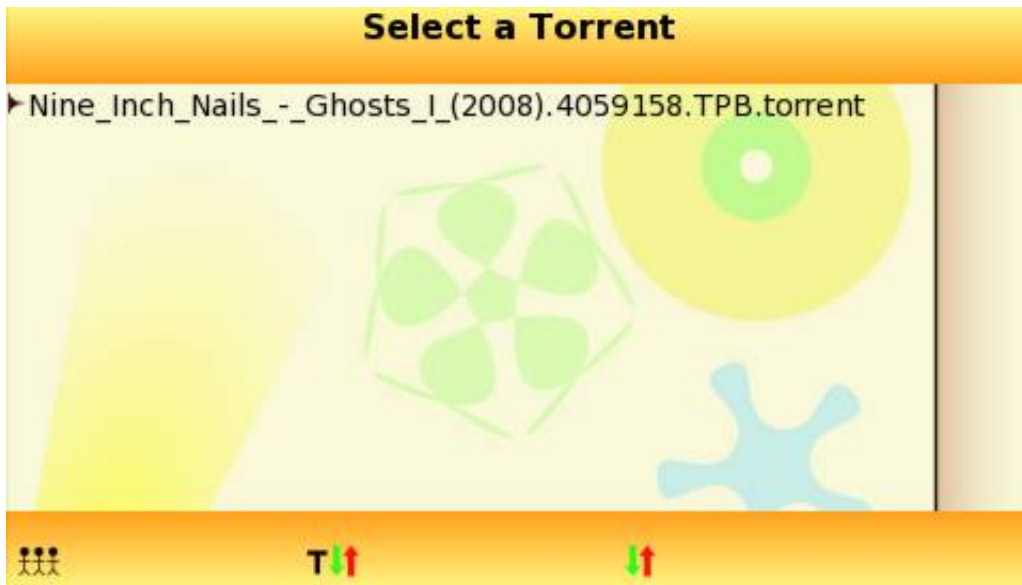 Select a Torrent
Nine_Inch_Nails_-_Ghosts_I_(2008).4059158.TPB.torrent
T